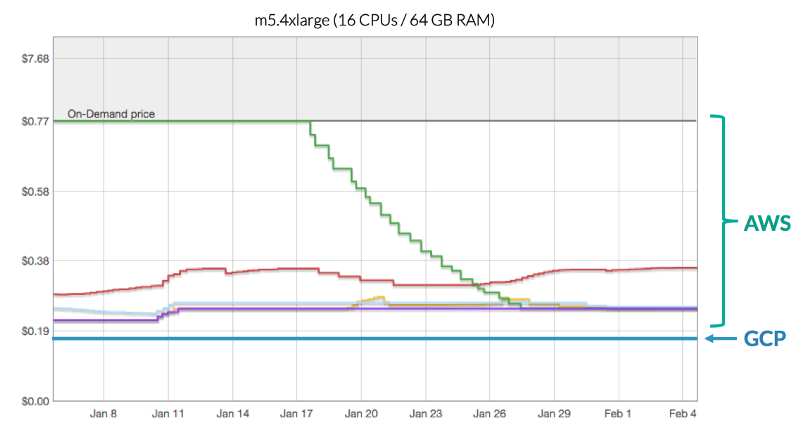 m5.4xlarge (16 CPUs / 64 GB RAM)
$7.68
On-Demand price
$0.77
$0.58
$0.38
$0.19
$0.00
Jan 8
Jan 11
Jan 14
Jan 17
Jan 20
Jan 23
Jan 26
Jan 29
Feb 1
Feb 4
AWS
GCP